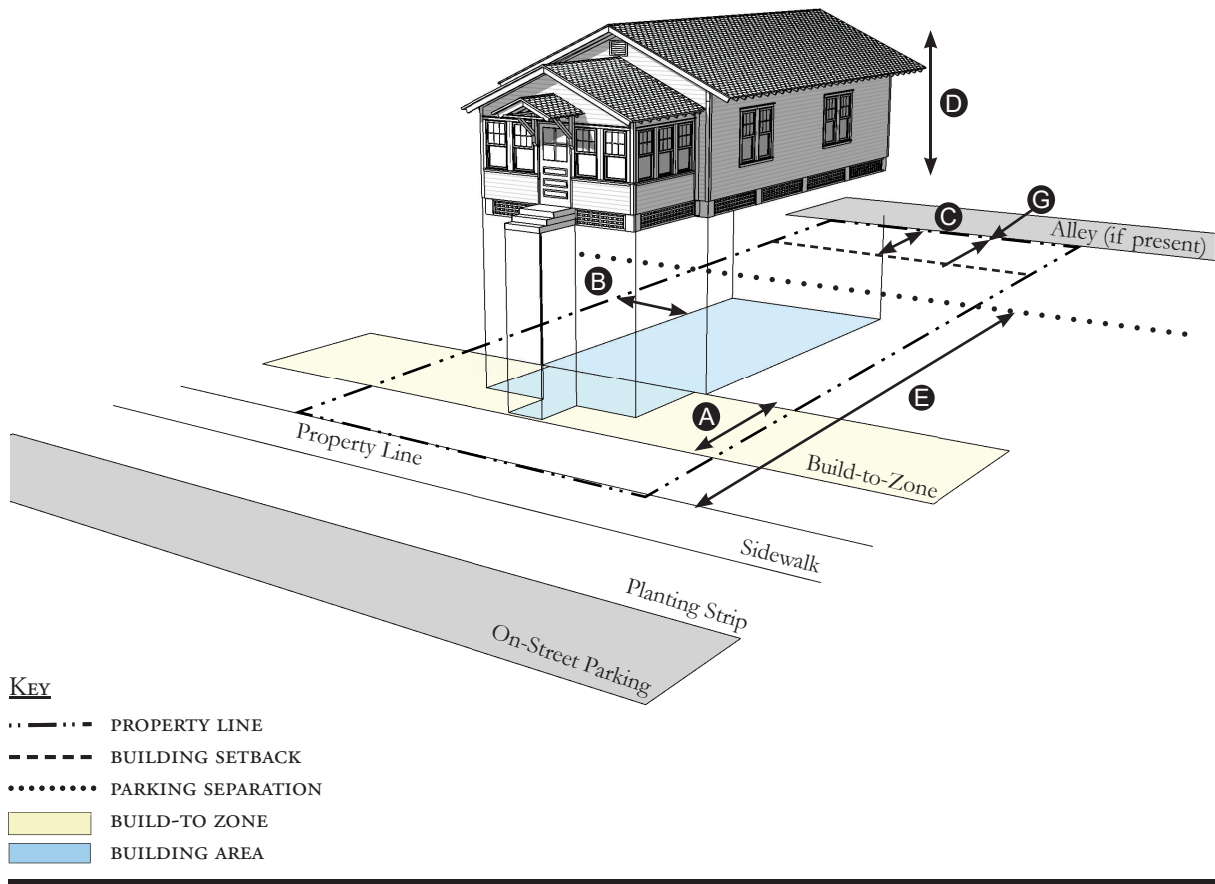 D
C
G
Alley (if present)
B
E
A
Property Line
Build-to-Zone
Sidewalk
Planting Strip
On-Street Parking
KEY
PROPERTY LINE
BUILDING SETBACK
PARKING SEPARATION
BUILD-TO ZONE
BUILDING AREA